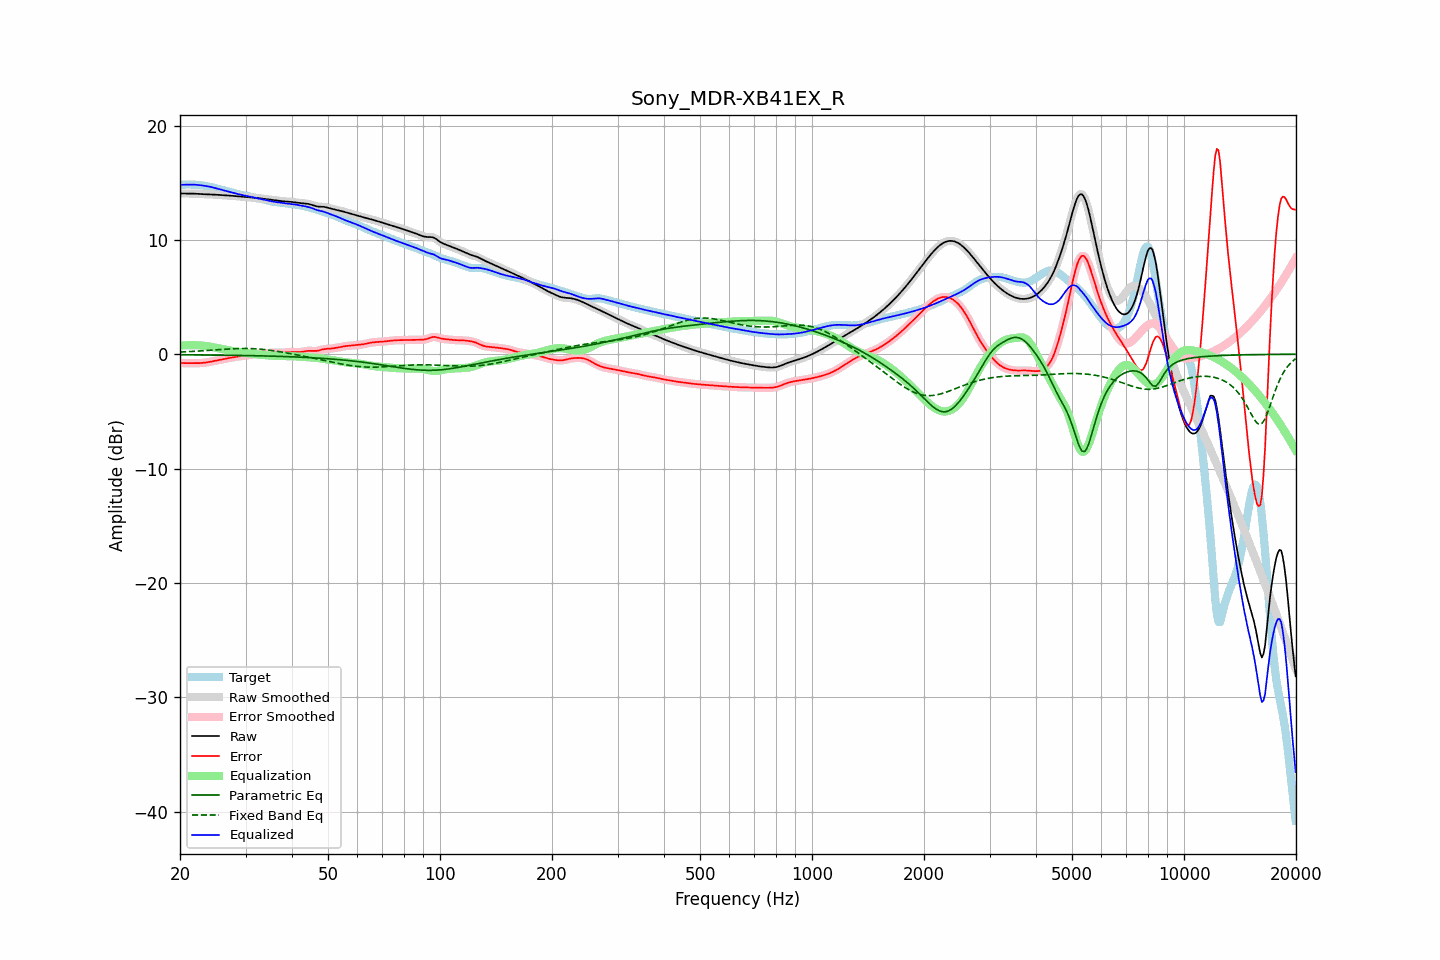 Sony_MDR-XB41EX_R
20
10
0
−10
−20
−30
−40
Amplitude (dBr)
Target
Raw Smoothed
Error Smoothed
Raw
Error
Equalization
Parametric Eq
Fixed Band Eq
Equalized
20 50 100 200 500 1000 2000 5000 10000 20000
Frequency (Hz)